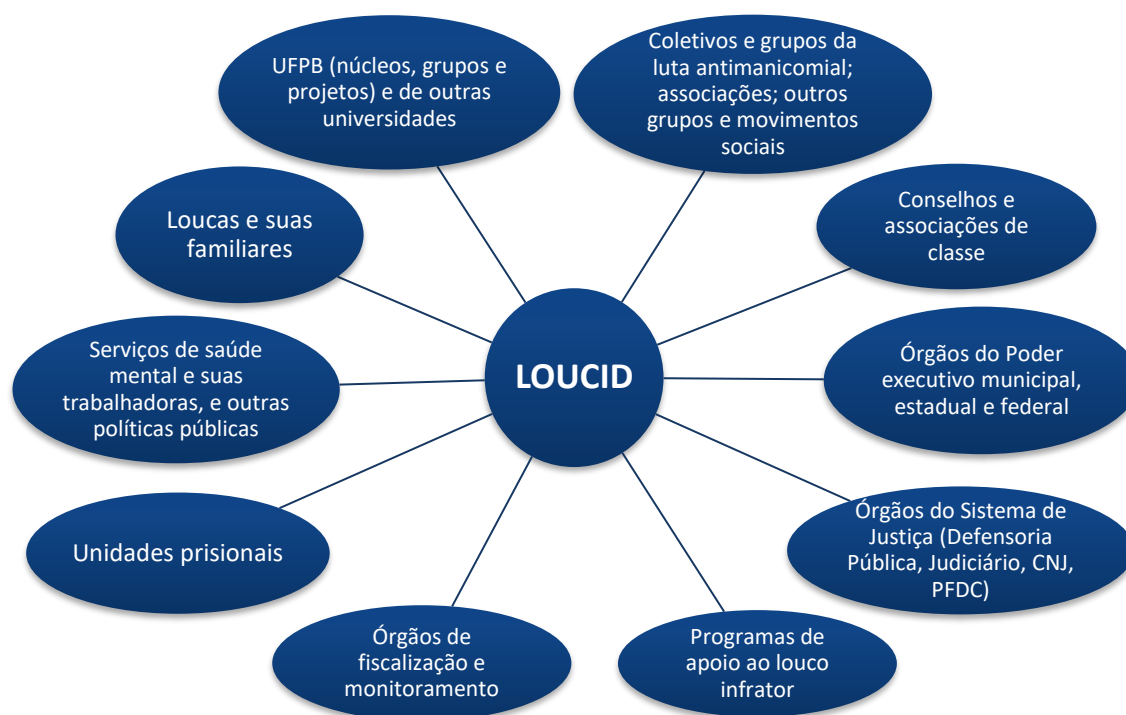 UFPB (núcleos, grupos e
projetos) e de outras
universidades
Coletivos e grupos da
luta antimanicomial;
associações; outros
grupos e movimentos
sociais
Loucas e suas
familiares
Conselhos e
associações de
classe
Serviços de saúde
mental e suas
trabalhadoras, e outras
políticas públicas
LOUCID
Órgãos do Poder
executivo municipal,
estadual e federal
Unidades prisionais
Órgãos do Sistema de
Justiça (Defensoria
Pública, Judiciário, CNJ,
PFDC)
Órgãos de
fiscalização e
monitoramento
Programas de
apoio ao louco
infrator